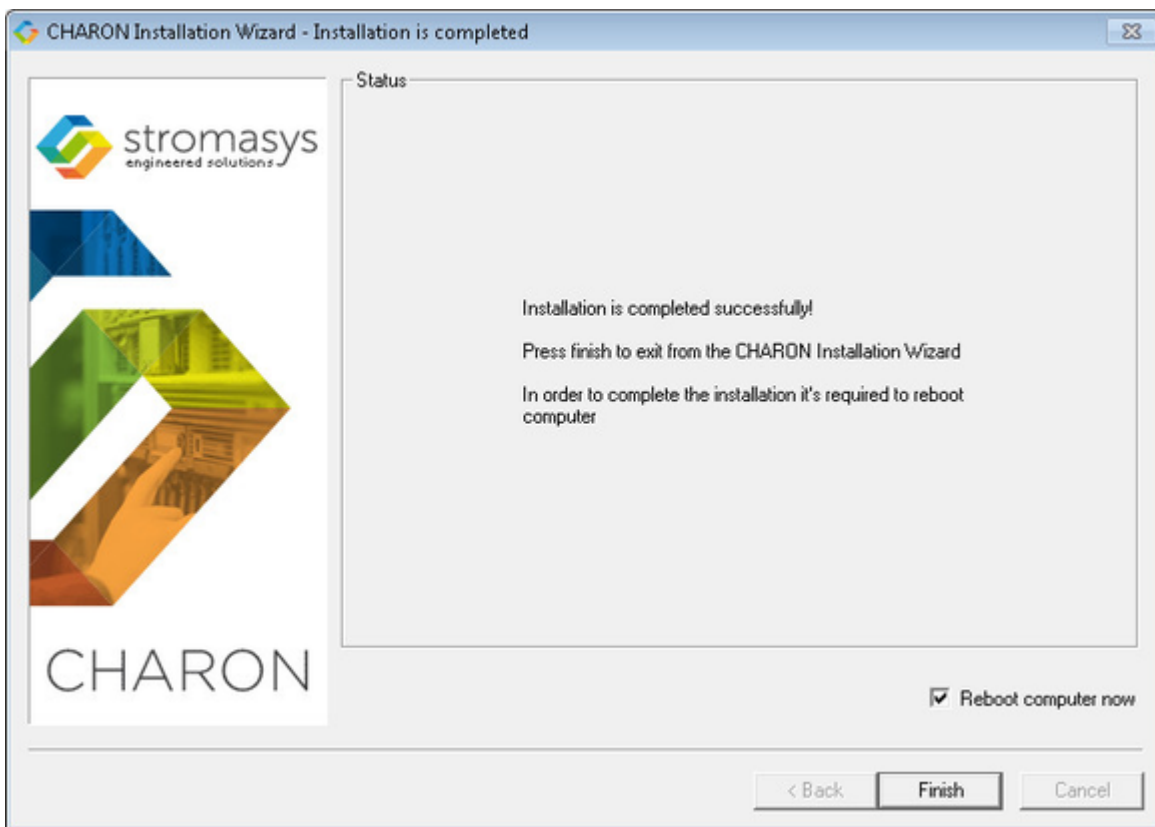 CHARON Installation Wizard - Installation is completed
Status
stromasys
engineered solutions
Installation is completed successfully!
Press finish to exit from the CHARON Installation Wizard
In order to complete the installation it's required to reboot
computer
CHARON
Reboot computer now
< Back
Finish
Cancel